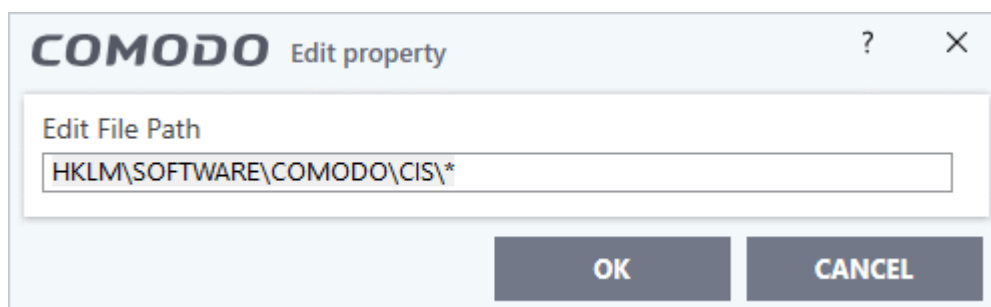 COMODO Edit property ? ×
Edit File Path
HKLM\SOFTWARE\COMODO\CIS\*
OK CANCEL